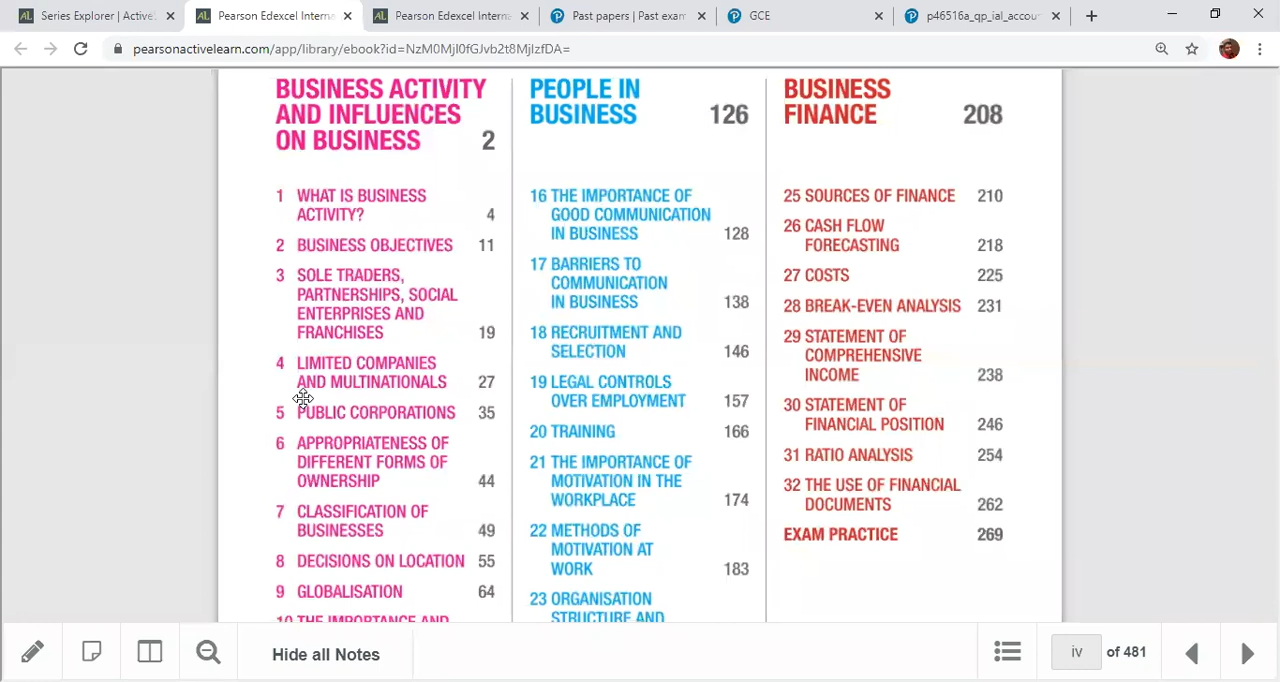 Series Explorer | Active
Pearson Edexcel Interna
Pearson Edexcel Interna
Past papers | Past exam
GCE
p46516a_qp_ial_accou
pearsonactivelearn.com/app/library/ebook?id=
BUSINESS ACTIVITY
AND INFLUENCES
ON BUSINESS 2
1 WHAT IS BUSINESS
ACTIVITY? 4
2 BUSINESS OBJECTIVES 11
3 SOLE TRADERS,
PARTNERSHIPS, SOCIAL
ENTERPRISES AND
FRANCHISES 19
4 LIMITED COMPANIES
AND MULTINATIONALS 27
5 PUBLIC CORPORATIONS 35
6 APPROPRIATENESS OF
DIFFERENT FORMS OF
OWNERSHIP 44
7 CLASSIFICATION OF
BUSINESSES 49
8 DECISIONS ON LOCATION 55
9 GLOBALISATION 64
10 THE IMPORTANCE AND
PEOPLE IN
BUSINESS 126
16 THE IMPORTANCE OF
GOOD COMMUNICATION
IN BUSINESS 128
17 BARRIERS TO
COMMUNICATION
IN BUSINESS 138
18 RECRUITMENT AND
SELECTION 146
19 LEGAL CONTROLS
OVER EMPLOYMENT 157
20 TRAINING 166
21 THE IMPORTANCE OF
MOTIVATION IN THE
WORKPLACE 174
22 METHODS OF
MOTIVATION AT
WORK 183
23 ORGANISATION
STRUCTURE AND
BUSINESS
FINANCE 208
25 SOURCES OF FINANCE 210
26 CASH FLOW
FORECASTING 218
27 COSTS 225
28 BREAK-EVEN ANALYSIS 231
29 STATEMENT OF
COMPREHENSIVE
INCOME 238
30 STATEMENT OF
FINANCIAL POSITION 246
31 RATIO ANALYSIS 254
32 THE USE OF FINANCIAL
DOCUMENTS 262
EXAM PRACTICE 269
Hide all Notes
iv of 481